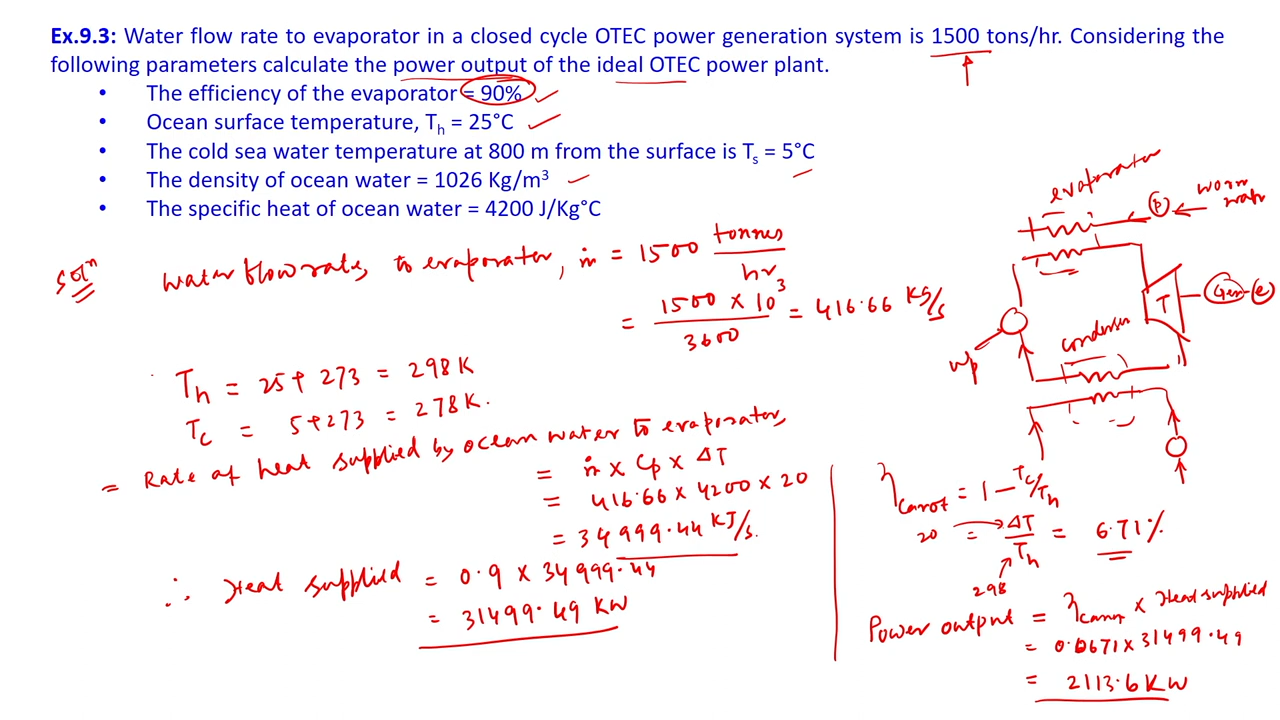 Ex.9.3: Water flow rate to evaporator in a closed cycle OTEC power generation system is 1500 tons/hr. Considering the
following parameters calculate the power output of the ideal OTEC power plant.
• The efficiency of the evaporator = 90%
• Ocean surface temperature, Tₕ = 25°C
• The cold sea water temperature at 800 m from the surface is Tₛ = 5°C
• The density of ocean water = 1026 Kg/m³
• The specific heat of ocean water = 4200 J/Kg°C
Solⁿ
Water flow rate to evaporator, ṁ = 1500 tonnes/hr
= 1500 × 10³/3600 = 416.66 KG/s
Th = 25+273 = 298K
Tc = 5+273 = 278K.
= Rate of heat supplied by ocean water to evaporator
= ṁ × Cp × ΔT
= 416.66 × 4200 × 20
= 34999.44 KJ/s.
∴ Heat supplied = 0.9 × 34999.44
= 31499.49 KW
evaporator
P
worm
water
T
Gen
e
condenser
Wp
ηcarnot = 1 - Tc/Th
20 = ΔT/Th = 6.71%
298
Power output = ηcarnot × Heat supplied
= 0.0671 × 31499.49
= 2113.6 KW